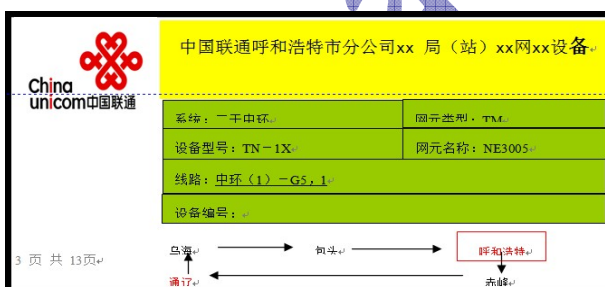 中国联通呼和浩特市分公司xx 局（站）xx网xx设备
China
unicom中国联通
系统：二干中环
网元类型：TM
设备型号：TN－1X
网元名称：NE3005
线路：中环（1）－G5，1
设备编号：
乌海 包头 呼和浩特
3 页 共 13页
通辽 赤峰